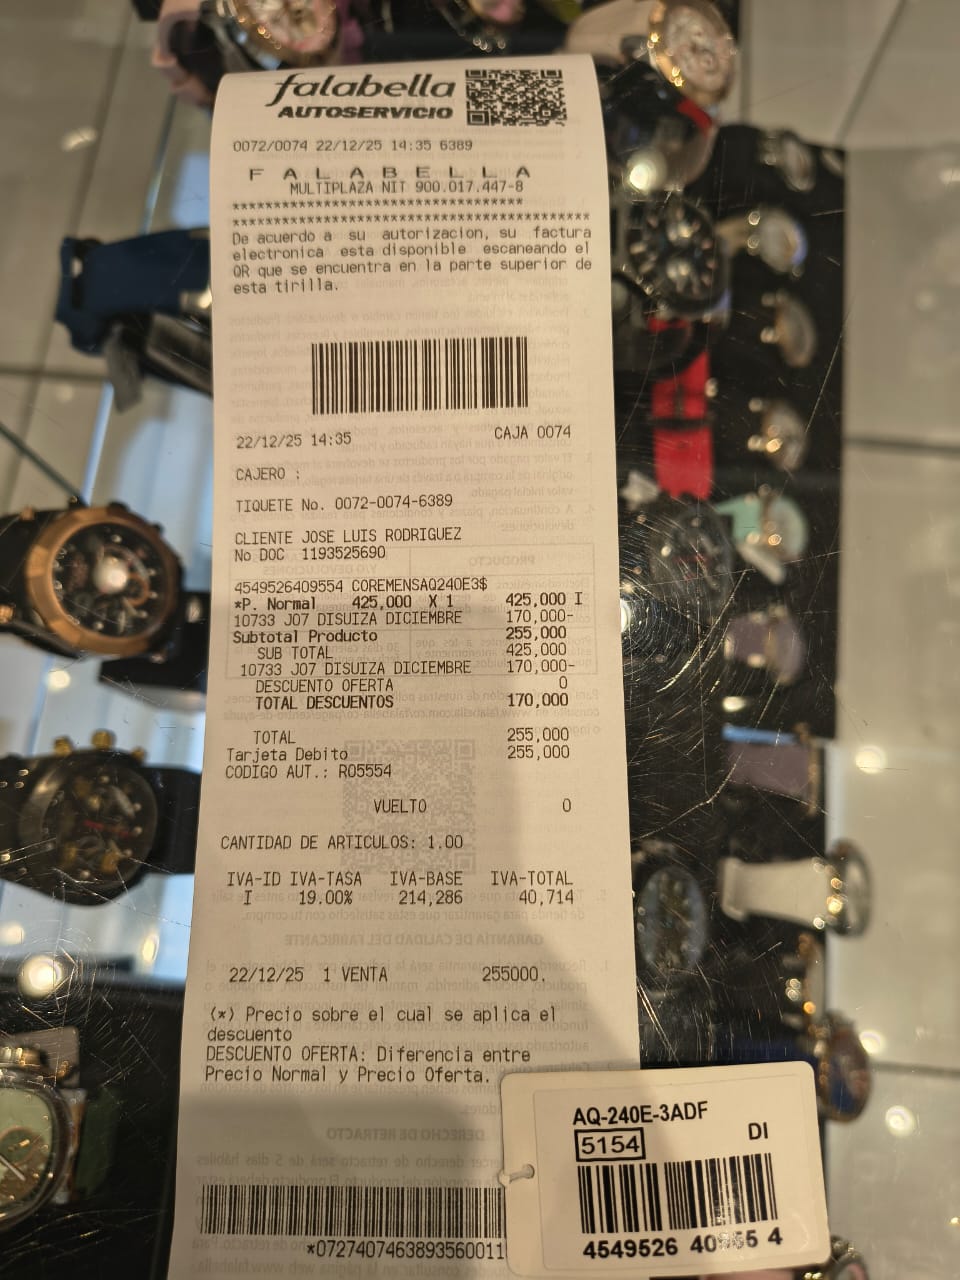 falabella
AUTOSERVICIO
0072/0074 22/12/25 14:35 6389
F A L A B E L L A
MULTIPLAZA NIT 900.017.447-8
**********************************
******************************************
De acuerdo a su autorizacion, su factura
electronica esta disponible escaneando el
QR que se encuentra en la parte superior de
esta tirilla.
22/12/25 14:35 CAJA 0074
CAJERO :
TIQUETE No. 0072-0074-6389
CLIENTE JOSE LUIS RODRIGUEZ
No DOC 1193525690
4549526409554 COREMENSAQ240E3$
*P. Normal 425,000 X 1 425,000 I
10733 J07 DISUIZA DICIEMBRE 170,000-
Subtotal Producto 255,000
SUB TOTAL 425,000
10733 J07 DISUIZA DICIEMBRE 170,000-
DESCUENTO OFERTA 0
TOTAL DESCUENTOS 170,000
TOTAL 255,000
Tarjeta Debito 255,000
CODIGO AUT.: R05554
VUELTO 0
CANTIDAD DE ARTICULOS: 1.00
IVA-ID IVA-TASA IVA-BASE IVA-TOTAL
I 19.00% 214,286 40,714
22/12/25 1 VENTA 255000.
(*) Precio sobre el cual se aplica el
descuento
DESCUENTO OFERTA: Diferencia entre
Precio Normal y Precio Oferta.
*0727407463893560011
AQ-240E-3ADF
5154 DI
4549526